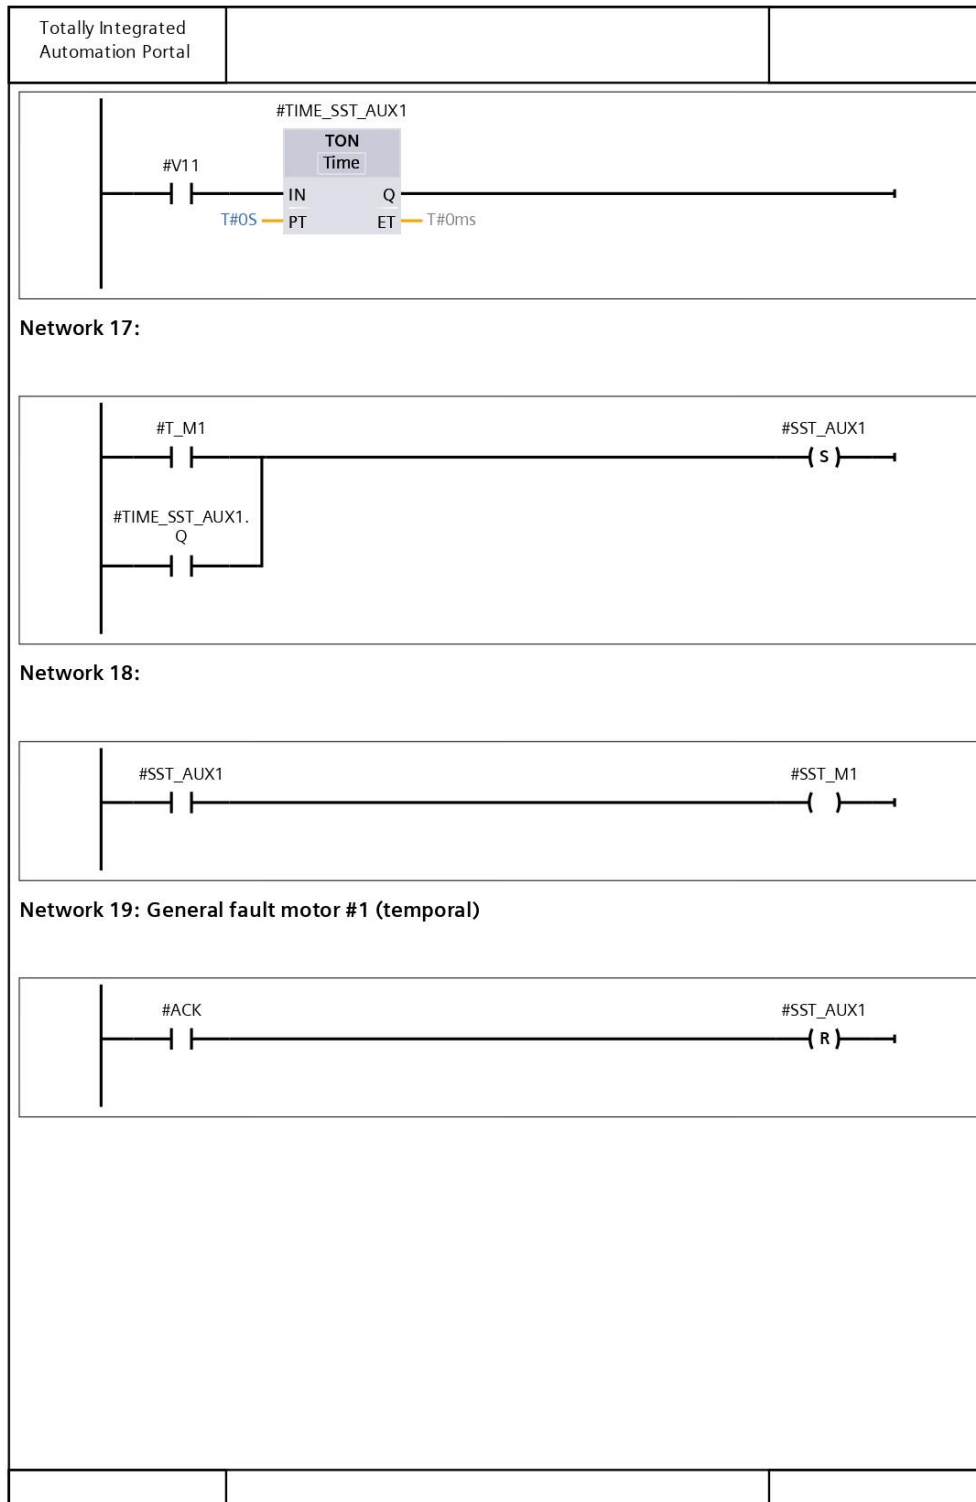 Totally Integrated
Automation Portal
#TIME_SST_AUX1
TON
Time
#V11
IN
Q
T#0S
PT
ET
T#0ms
Network 17:
#T_M1
#SST_AUX1
S
#TIME_SST_AUX1.
Q
Network 18:
#SST_AUX1
#SST_M1
Network 19: General fault motor #1 (temporal)
#ACK
#SST_AUX1
R